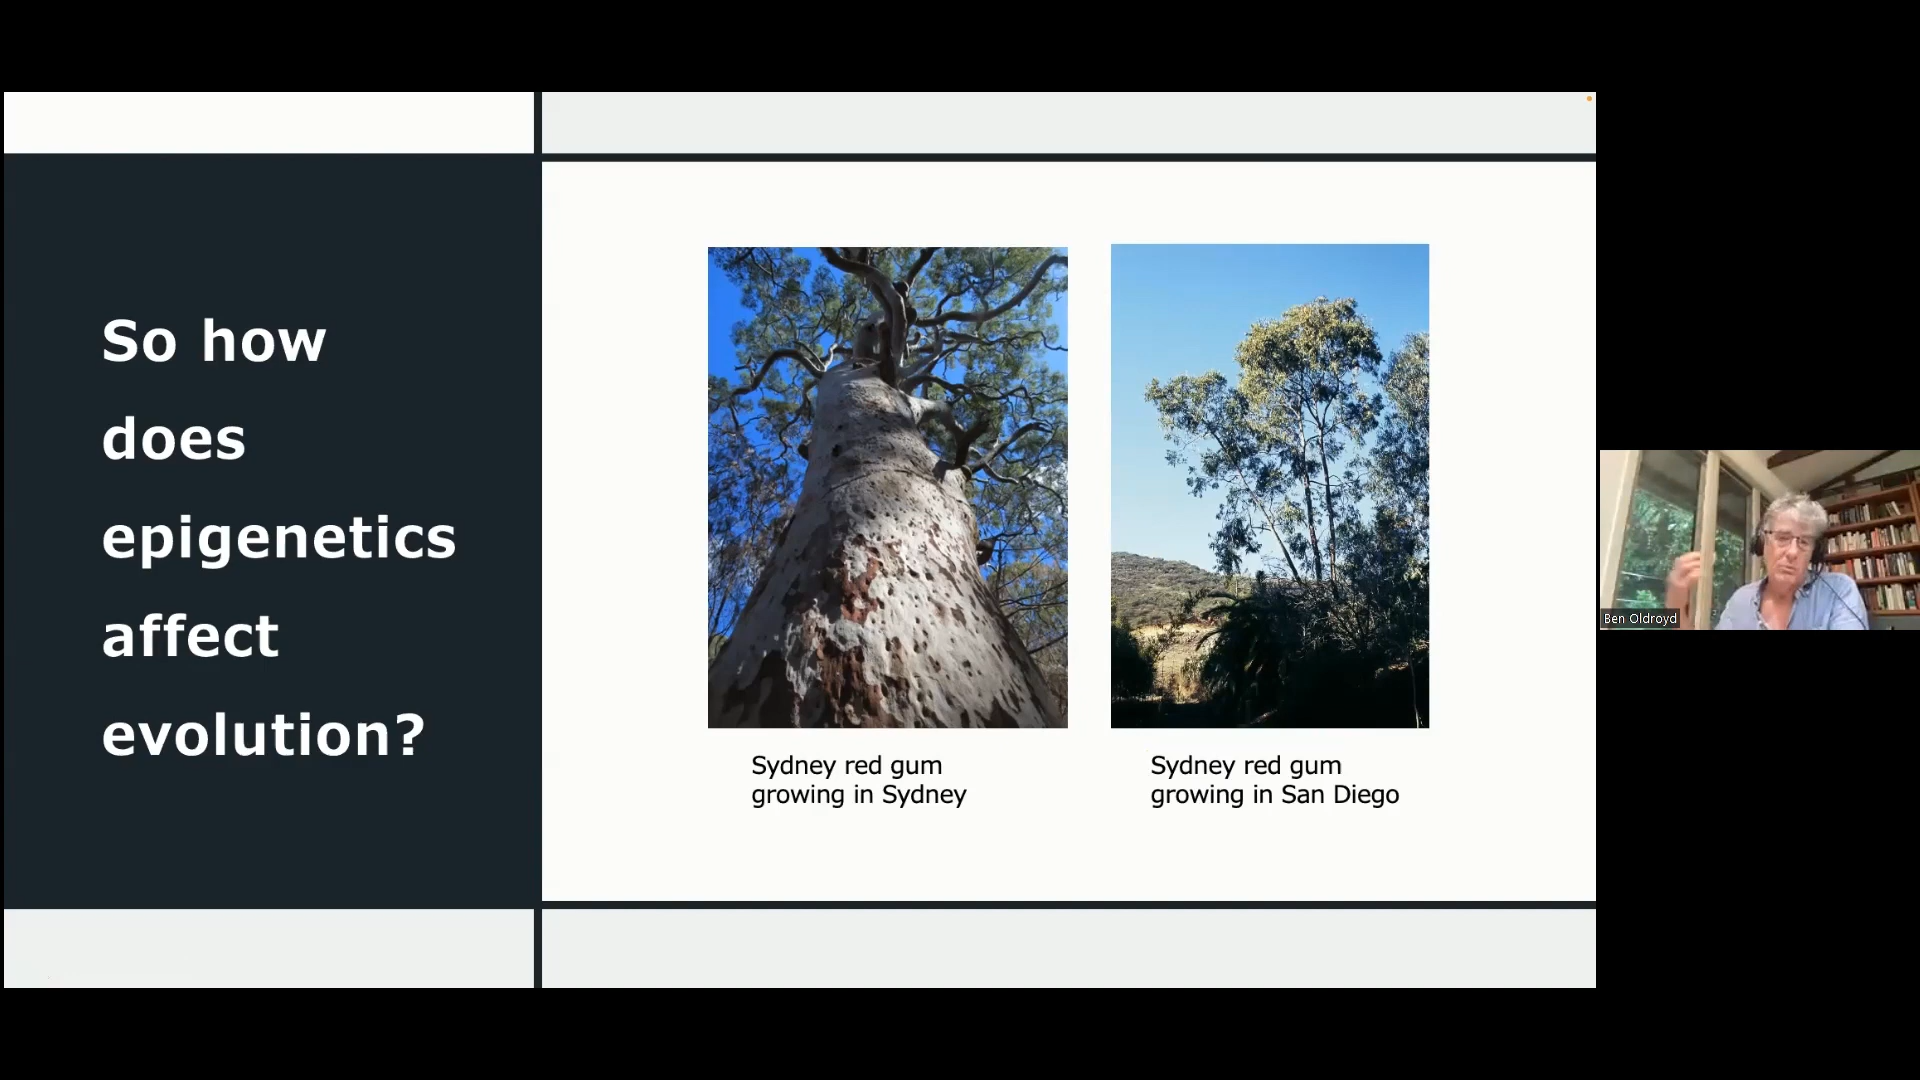 So how
does
epigenetics
affect
evolution?
Sydney red gum
growing in Sydney
Sydney red gum
growing in San Diego
Ben Oldroyd